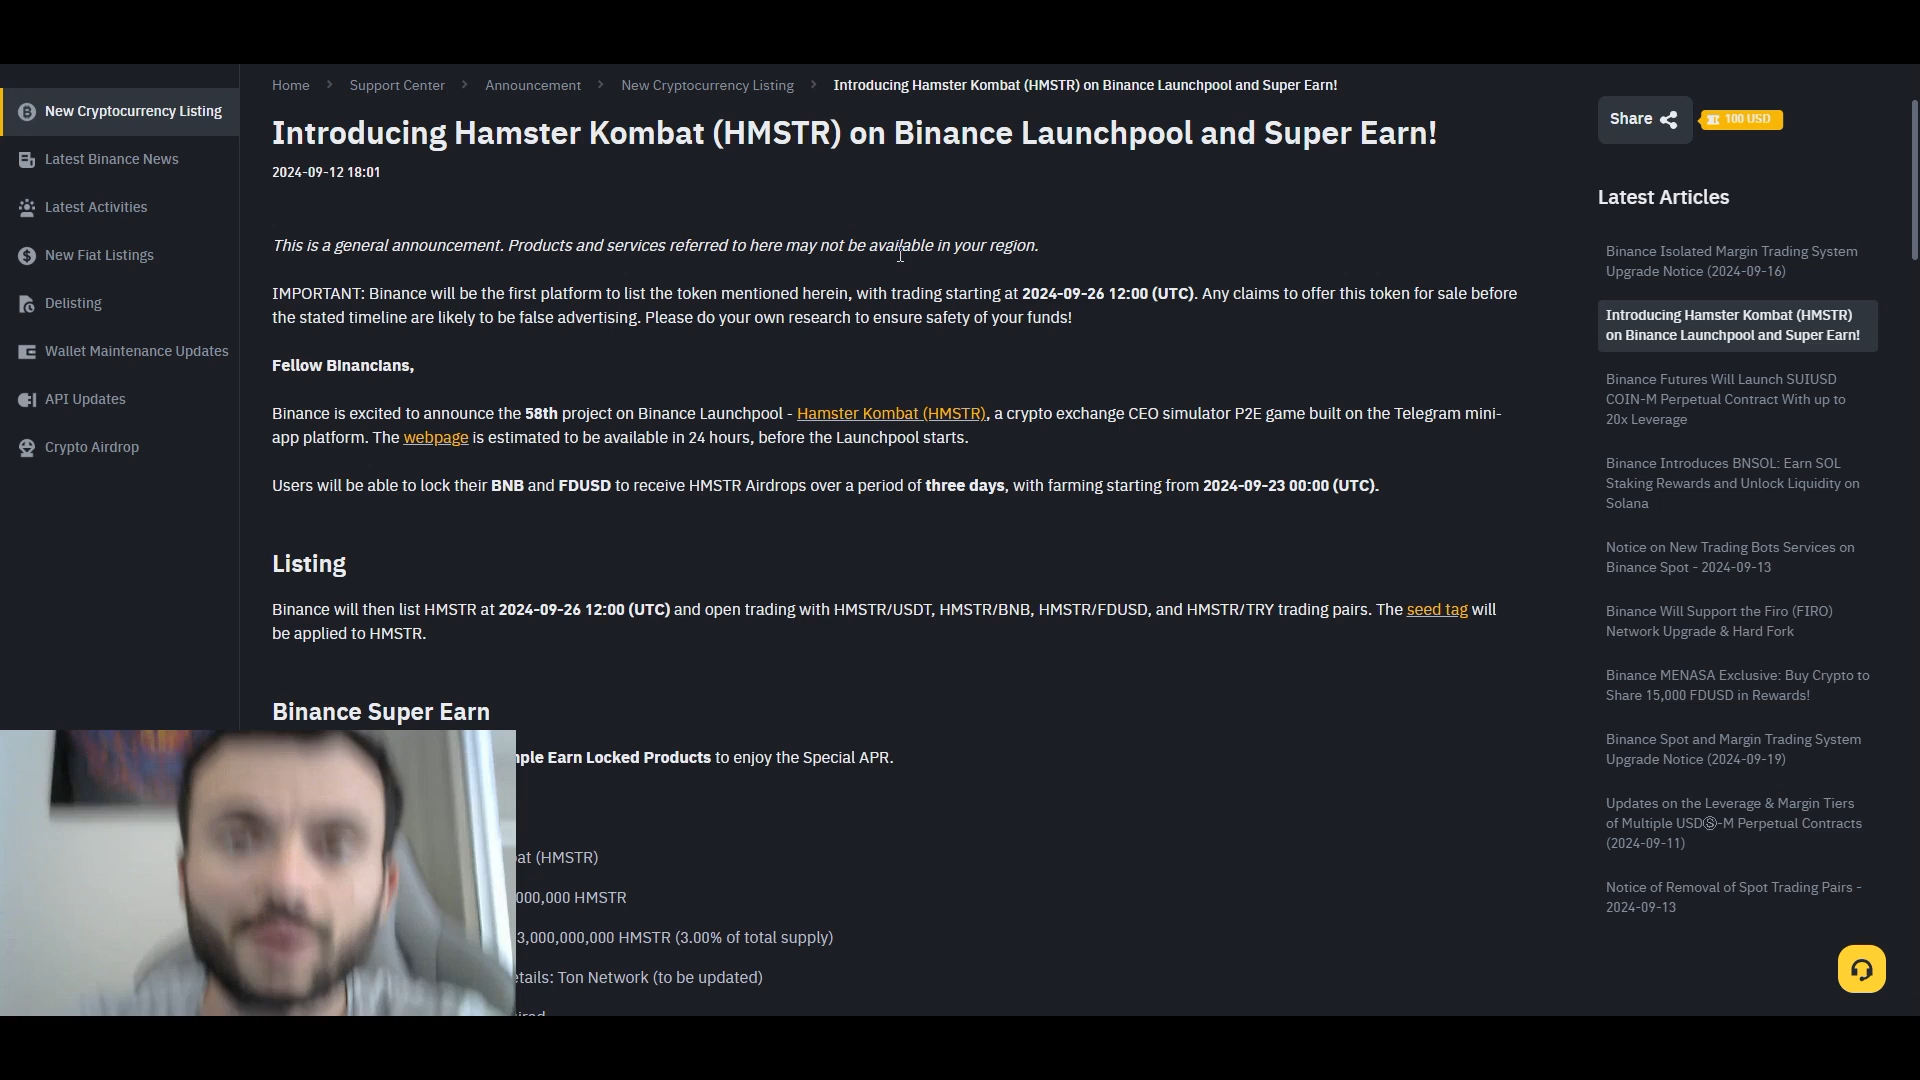 Home > Support Center > Announcement > New Cryptocurrency Listing > Introducing Hamster Kombat (HMSTR) on Binance Launchpool and Super Earn!
New Cryptocurrency Listing
Latest Binance News
Latest Activities
New Fiat Listings
Delisting
Wallet Maintenance Updates
API Updates
Crypto Airdrop
Introducing Hamster Kombat (HMSTR) on Binance Launchpool and Super Earn!
2024-09-12 18:01
This is a general announcement. Products and services referred to here may not be available in your region.
IMPORTANT: Binance will be the first platform to list the token mentioned herein, with trading starting at 2024-09-26 12:00 (UTC). Any claims to offer this token for sale before
the stated timeline are likely to be false advertising. Please do your own research to ensure safety of your funds!
Fellow Binancians,
Binance is excited to announce the 58th project on Binance Launchpool - Hamster Kombat (HMSTR), a crypto exchange CEO simulator P2E game built on the Telegram mini-
app platform. The webpage is estimated to be available in 24 hours, before the Launchpool starts.
Users will be able to lock their BNB and FDUSD to receive HMSTR Airdrops over a period of three days, with farming starting from 2024-09-23 00:00 (UTC).
Listing
Binance will then list HMSTR at 2024-09-26 12:00 (UTC) and open trading with HMSTR/USDT, HMSTR/BNB, HMSTR/FDUSD, and HMSTR/TRY trading pairs. The seed tag will
be applied to HMSTR.
Binance Super Earn
mple Earn Locked Products to enjoy the Special APR.
bat (HMSTR)
000,000 HMSTR
3,000,000,000 HMSTR (3.00% of total supply)
etails: Ton Network (to be updated)
Share
100 USD
Latest Articles
Binance Isolated Margin Trading System
Upgrade Notice (2024-09-16)
Introducing Hamster Kombat (HMSTR)
on Binance Launchpool and Super Earn!
Binance Futures Will Launch SUIUSD
COIN-M Perpetual Contract With up to
20x Leverage
Binance Introduces BNSOL: Earn SOL
Staking Rewards and Unlock Liquidity on
Solana
Notice on New Trading Bots Services on
Binance Spot - 2024-09-13
Binance Will Support the Firo (FIRO)
Network Upgrade & Hard Fork
Binance MENASA Exclusive: Buy Crypto to
Share 15,000 FDUSD in Rewards!
Binance Spot and Margin Trading System
Upgrade Notice (2024-09-19)
Updates on the Leverage & Margin Tiers
of Multiple USDⓈ-M Perpetual Contracts
(2024-09-11)
Notice of Removal of Spot Trading Pairs -
2024-09-13